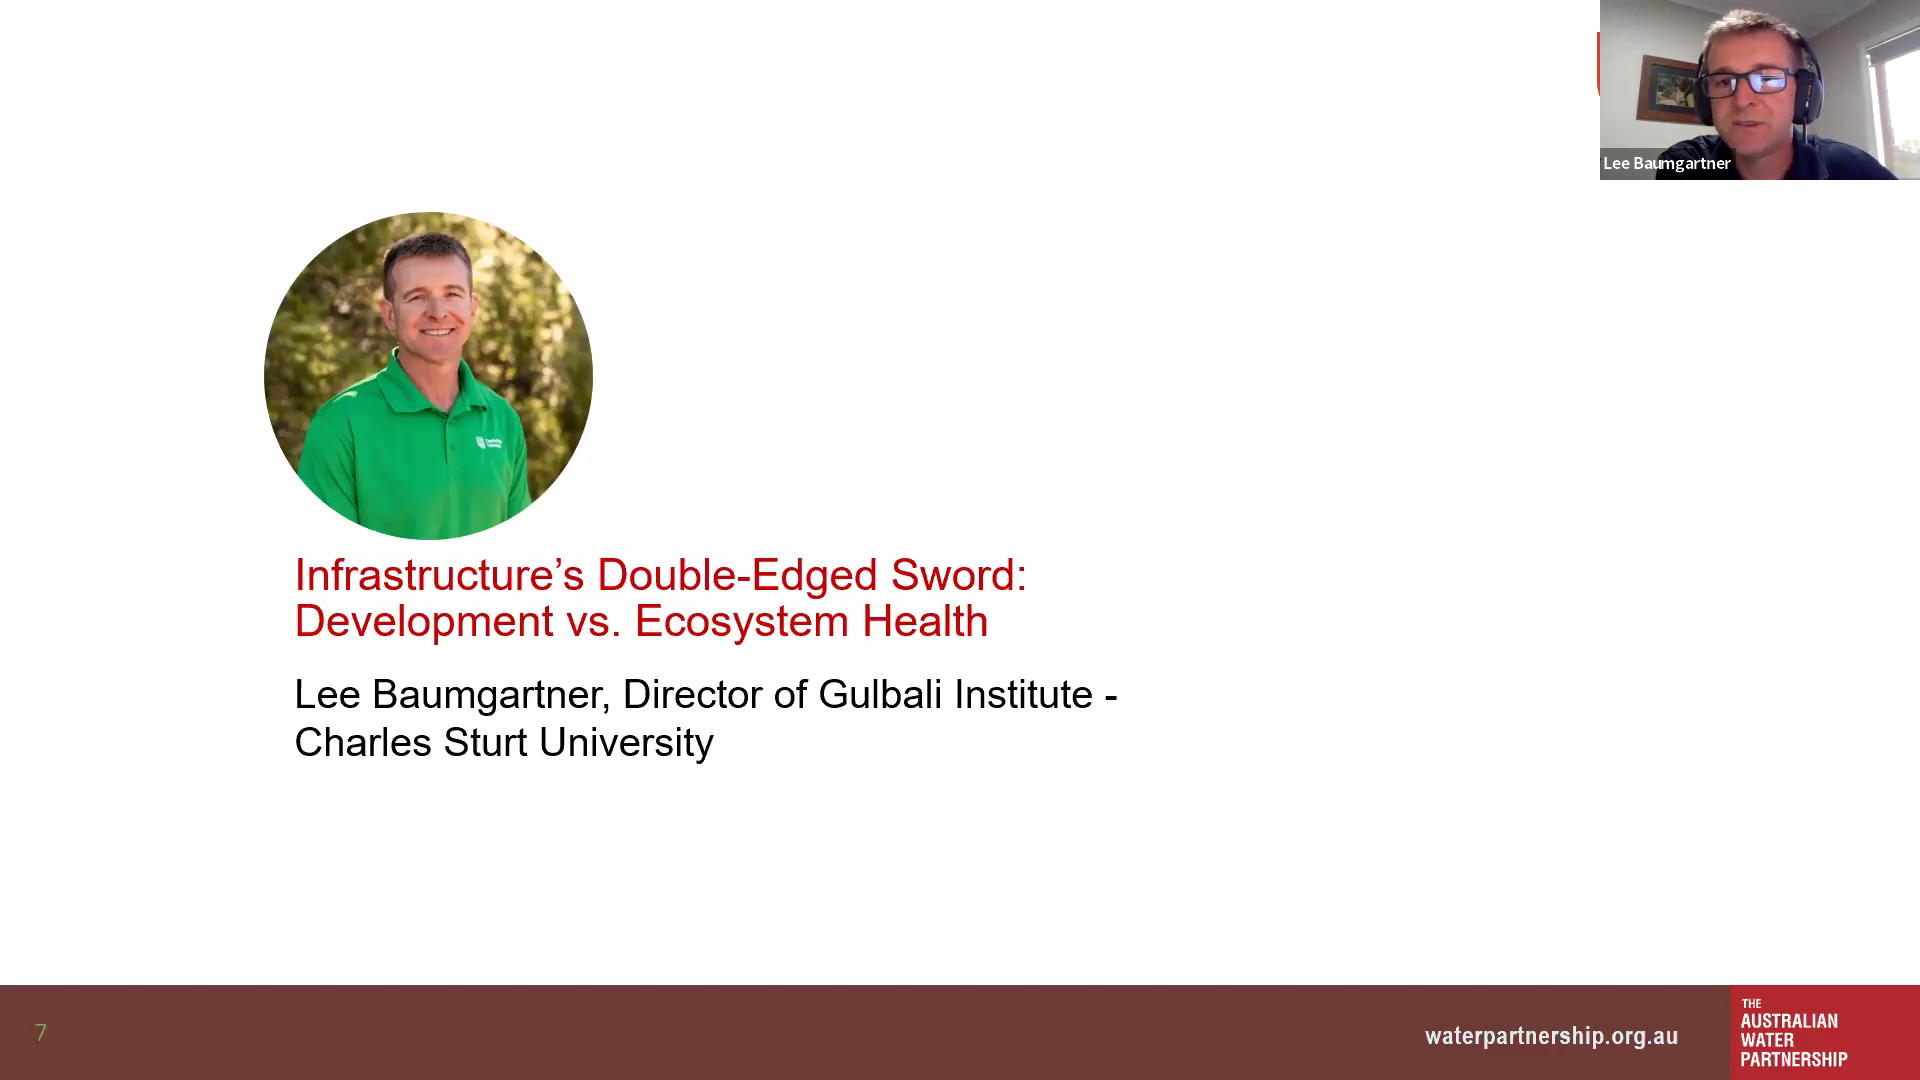 Lee Baumgartner
Infrastructure’s Double-Edged Sword:
Development vs. Ecosystem Health
Lee Baumgartner, Director of Gulbali Institute -
Charles Sturt University
7
waterpartnership.org.au
THE
AUSTRALIAN
WATER
PARTNERSHIP